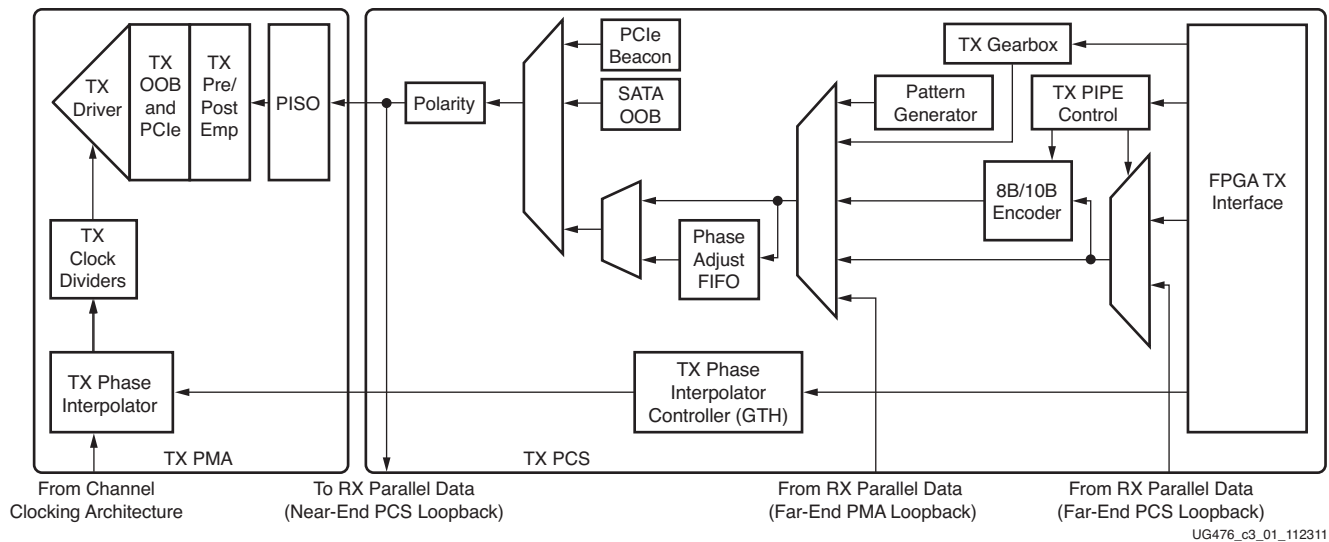 TX
Driver
TX
OOB
and
PCIe
TX
Pre/
Post
Emp
PISO
TX
Clock
Dividers
TX Phase
Interpolator
TX PMA
Polarity
PCIe
Beacon
SATA
OOB
Phase
Adjust
FIFO
TX Gearbox
Pattern
Generator
TX PIPE
Control
8B/10B
Encoder
FPGA TX
Interface
TX Phase
Interpolator
Controller (GTH)
TX PCS
From Channel
Clocking Architecture
To RX Parallel Data
(Near-End PCS Loopback)
From RX Parallel Data
(Far-End PMA Loopback)
From RX Parallel Data
(Far-End PCS Loopback)
UG476_c3_01_112311